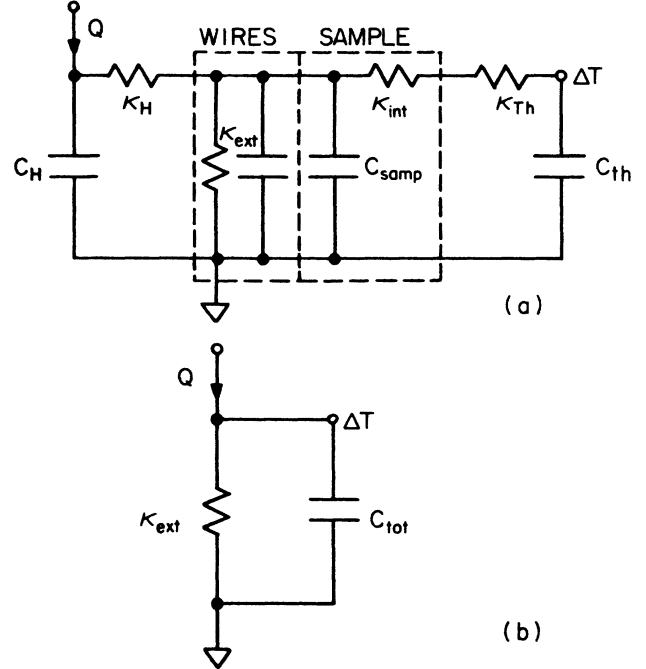 Q
WIRES
SAMPLE
ΔT
κH
κint
κTh
κext
CH
Csamp
Cth
(a)
Q
ΔT
κext
Ctot
(b)